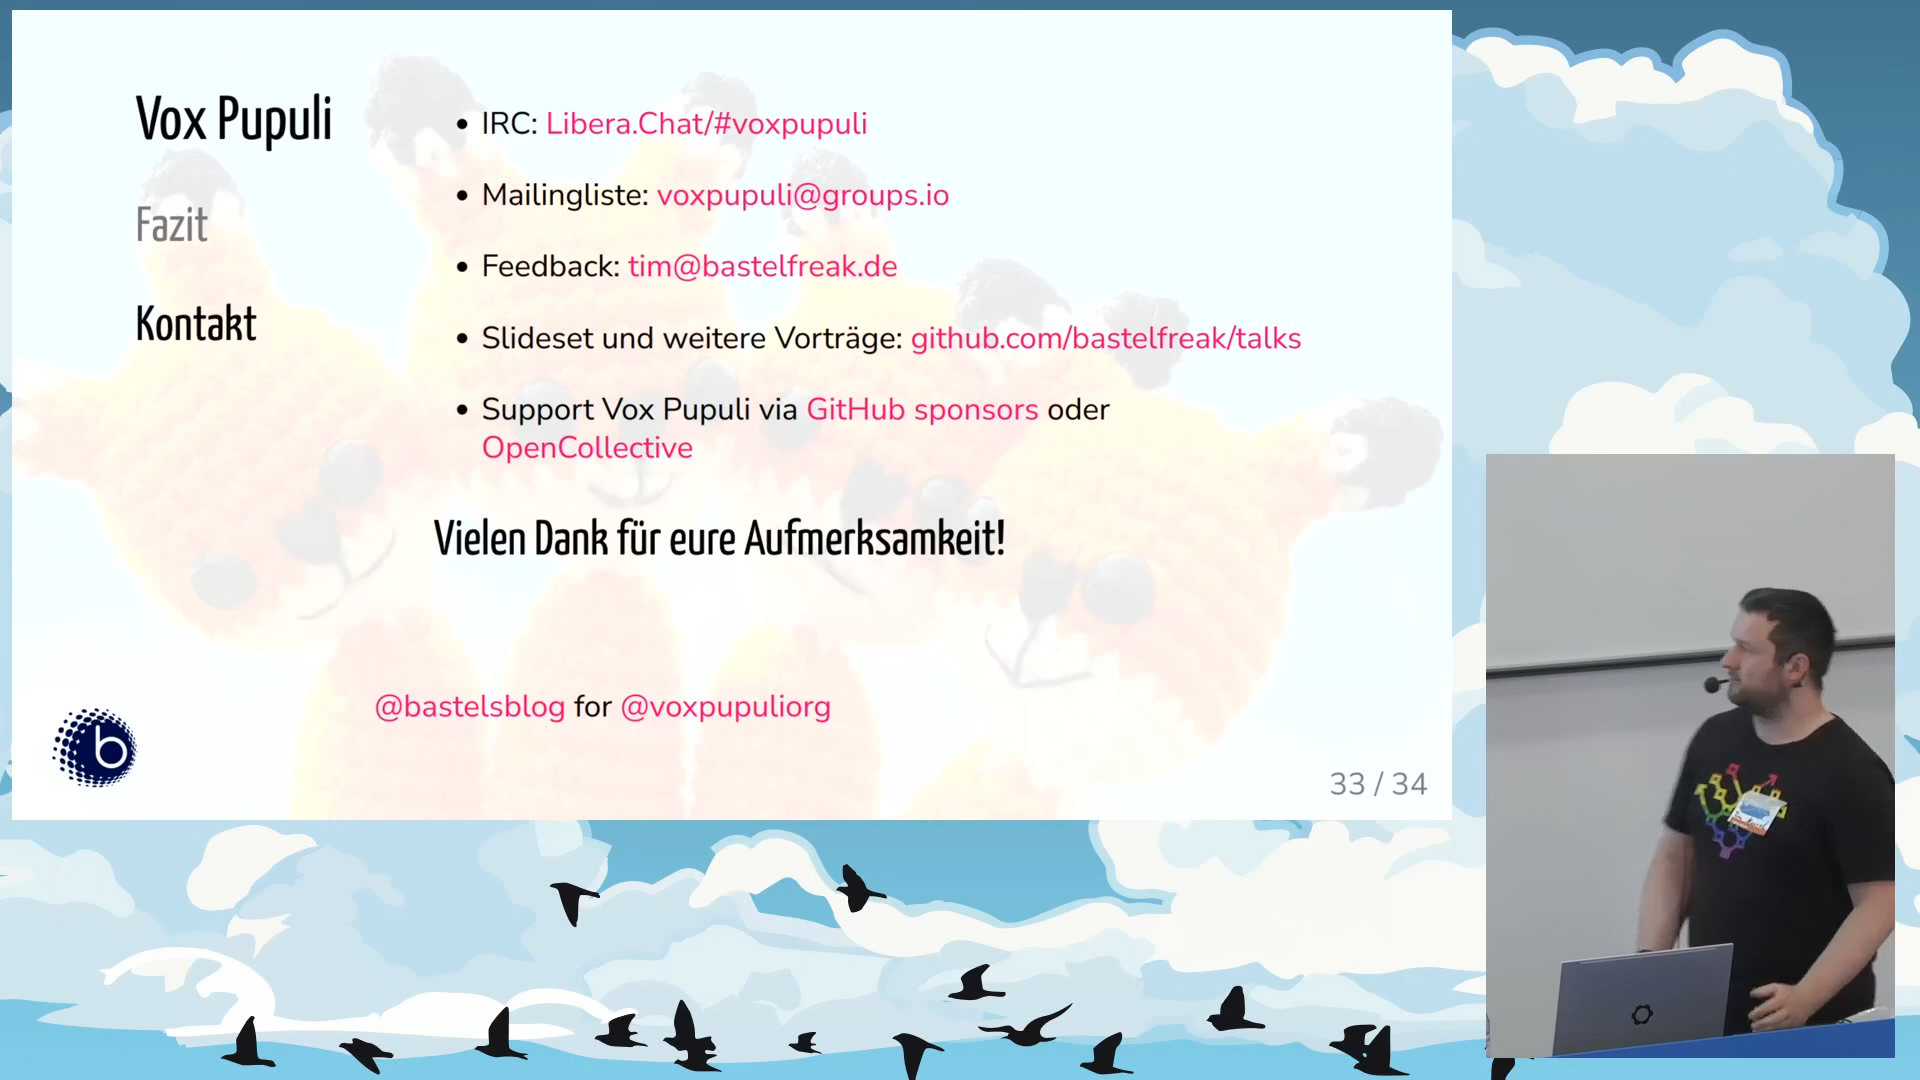 Vox Pupuli
Fazit
Kontakt
• IRC: Libera.Chat/#voxpupuli
• Mailingliste: voxpupuli@groups.io
• Feedback: tim@bastelfreak.de
• Slideset und weitere Vorträge: github.com/bastelfreak/talks
• Support Vox Pupuli via GitHub sponsors oder
OpenCollective
Vielen Dank für eure Aufmerksamkeit!
@bastelsblog for @voxpupuliorg
b
33 / 34